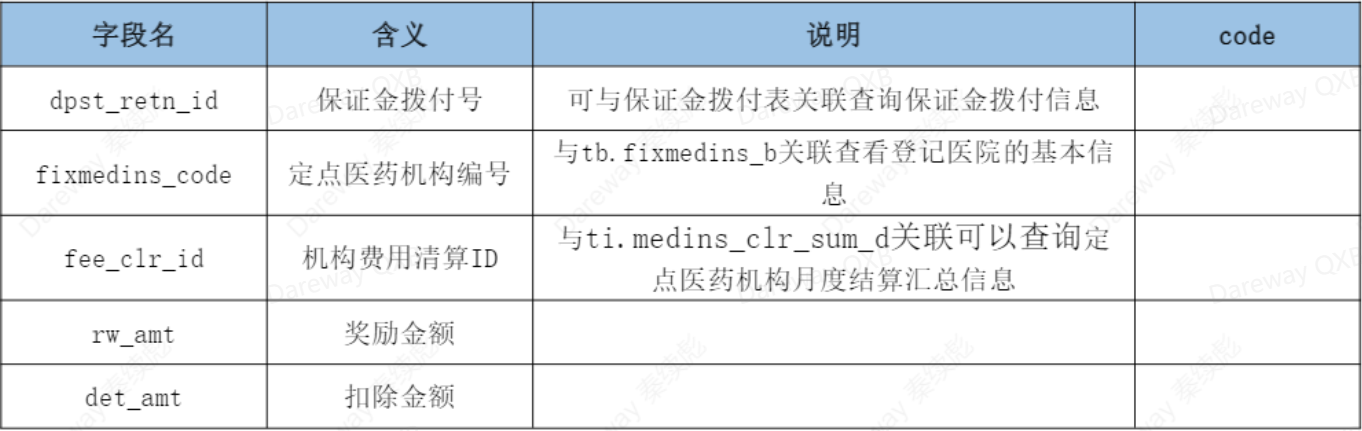 字段名 含义 说明 code
dpst_retn_id 保证金拨付号 可与保证金拨付表关联查询保证金拨付信息
fixmedins_code 定点医药机构编号 与tb.fixmedins_b关联查看登记医院的基本信
息
fee_clr_id 机构费用清算ID 与ti.medins_clr_sum_d关联可以查询定
点医药机构月度结算汇总信息
rw_amt 奖励金额
det_amt 扣除金额
Dareway QXB
Dareway 秦续彪